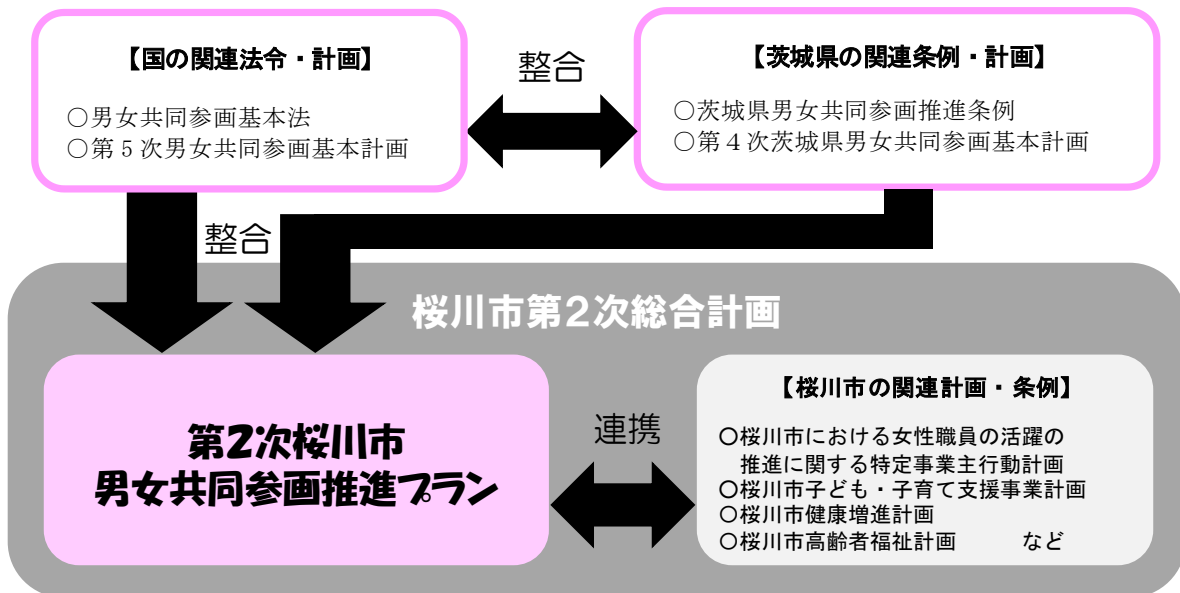 【国の関連法令・計画】
○男女共同参画基本法
○第5次男女共同参画基本計画
整合
【茨城県の関連条例・計画】
○茨城県男女共同参画推進条例
○第4次茨城県男女共同参画基本計画
整合
桜川市第2次総合計画
第2次桜川市
男女共同参画推進プラン
連携
【桜川市の関連計画・条例】
○桜川市における女性職員の活躍の
推進に関する特定事業主行動計画
○桜川市子ども・子育て支援事業計画
○桜川市健康増進計画
○桜川市高齢者福祉計画　　　など